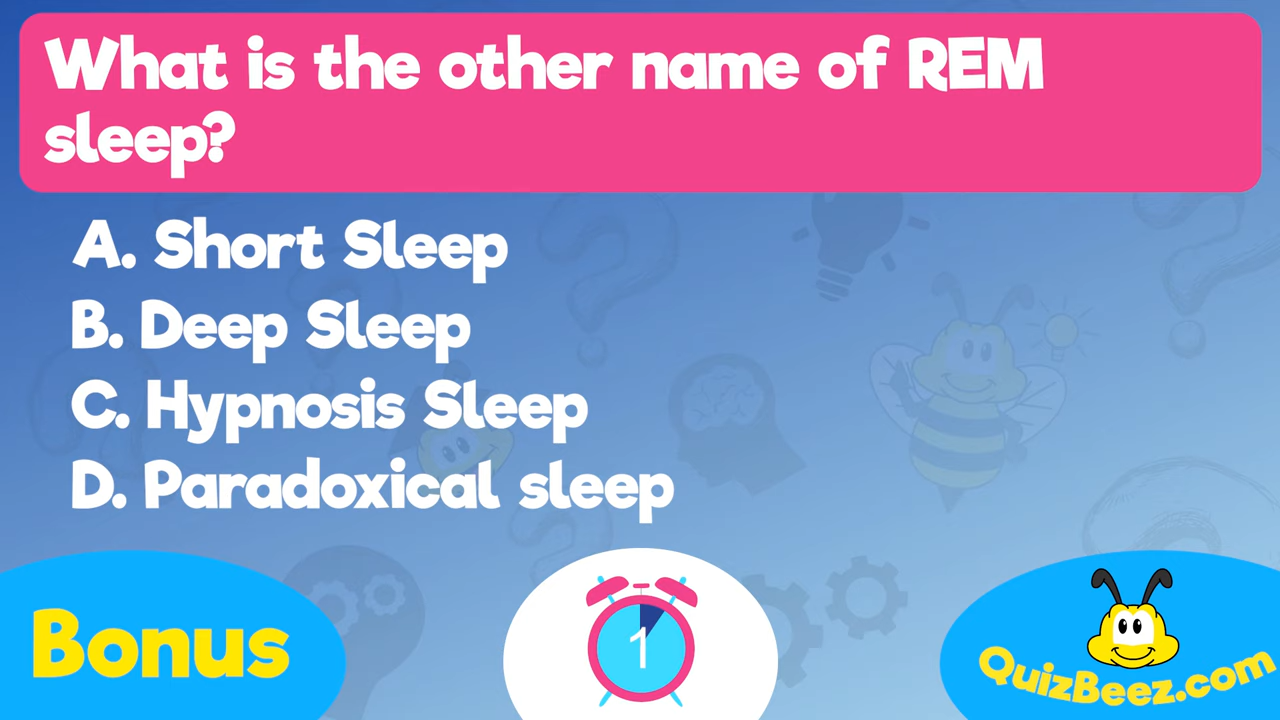 What is the other name of REM
sleep?
A. Short Sleep
B. Deep Sleep
C. Hypnosis Sleep
D. Paradoxical sleep
Bonus
1
QuizBeez.com